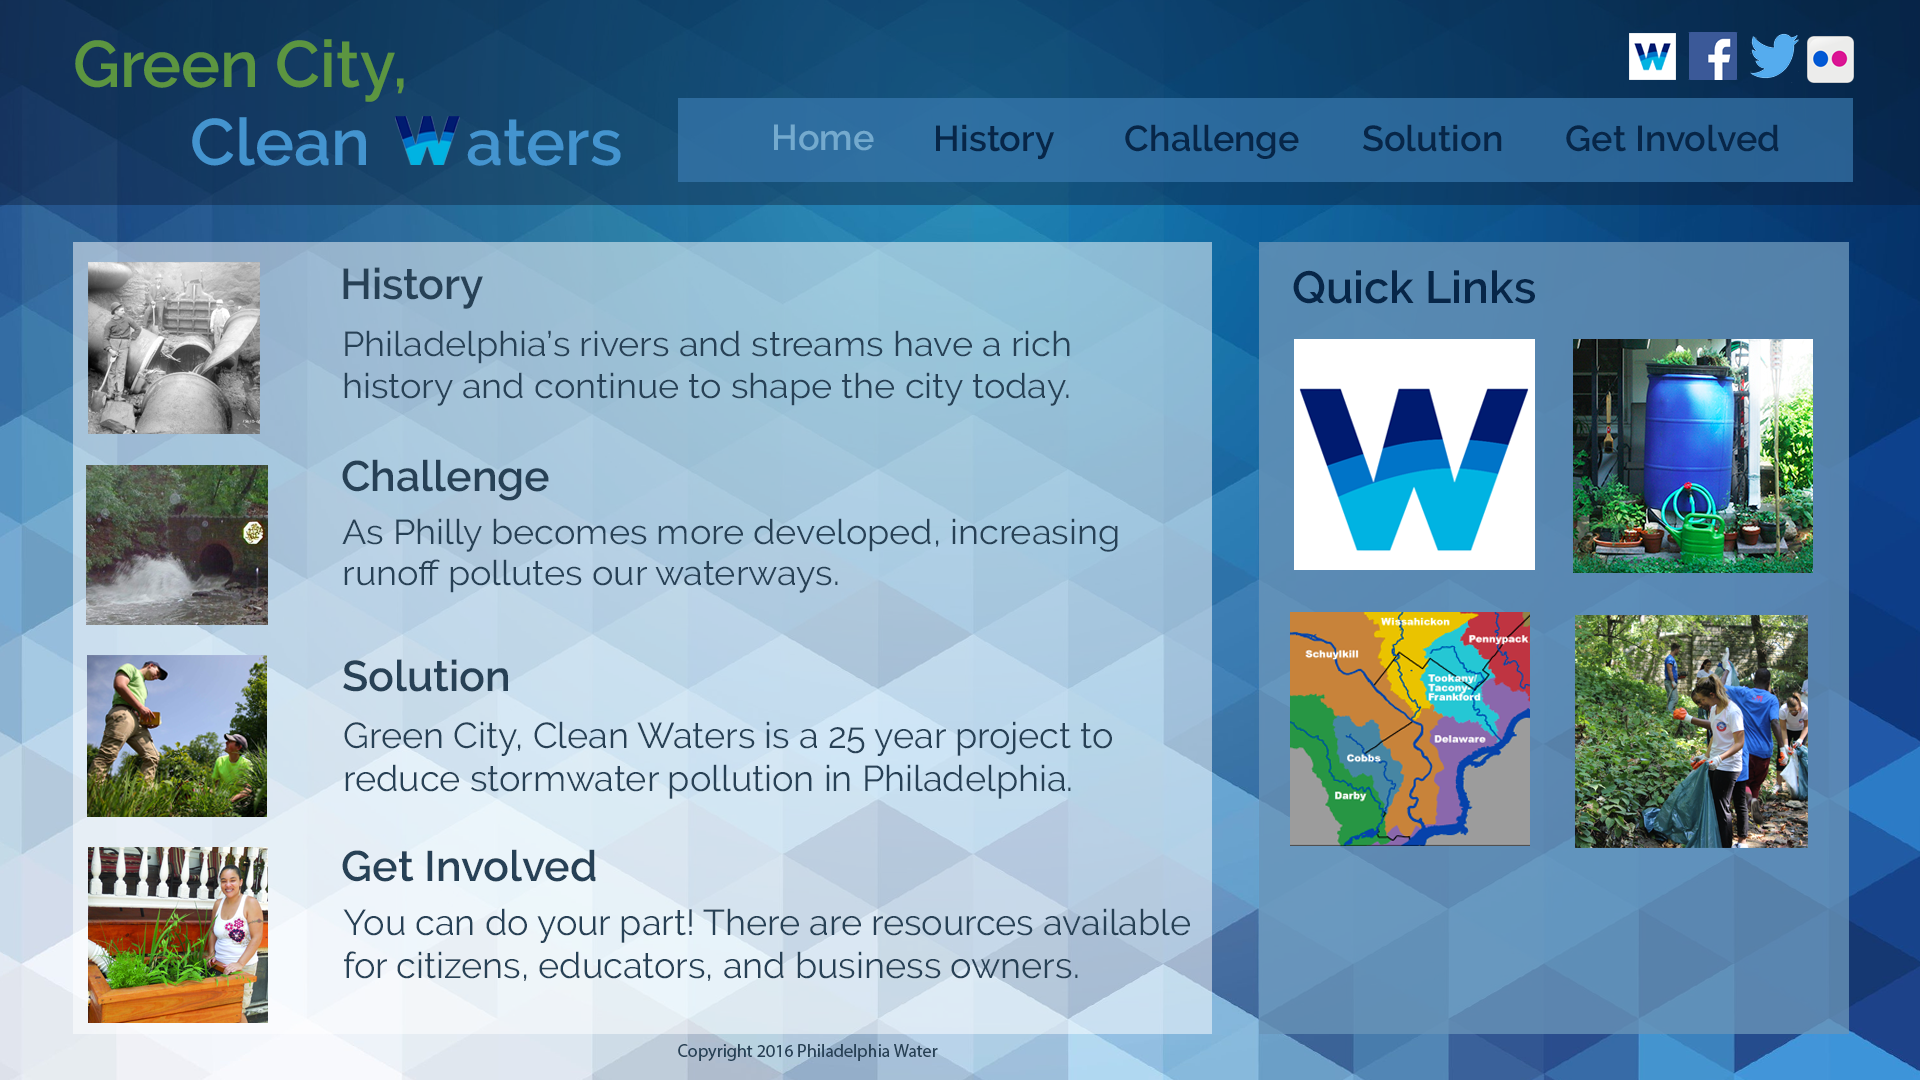 Green City,
Clean Waters
Home History Challenge Solution Get Involved
History
Philadelphia’s rivers and streams have a rich
history and continue to shape the city today.
Challenge
As Philly becomes more developed, increasing
runoff pollutes our waterways.
Solution
Green City, Clean Waters is a 25 year project to
reduce stormwater pollution in Philadelphia.
Get Involved
You can do your part! There are resources available
for citizens, educators, and business owners.
Quick Links
W
Wissahickon
Pennypack
Schuylkill
Tookany/
Tacony-
Frankford
Delaware
Cobbs
Darby
Copyright 2016 Philadelphia Water